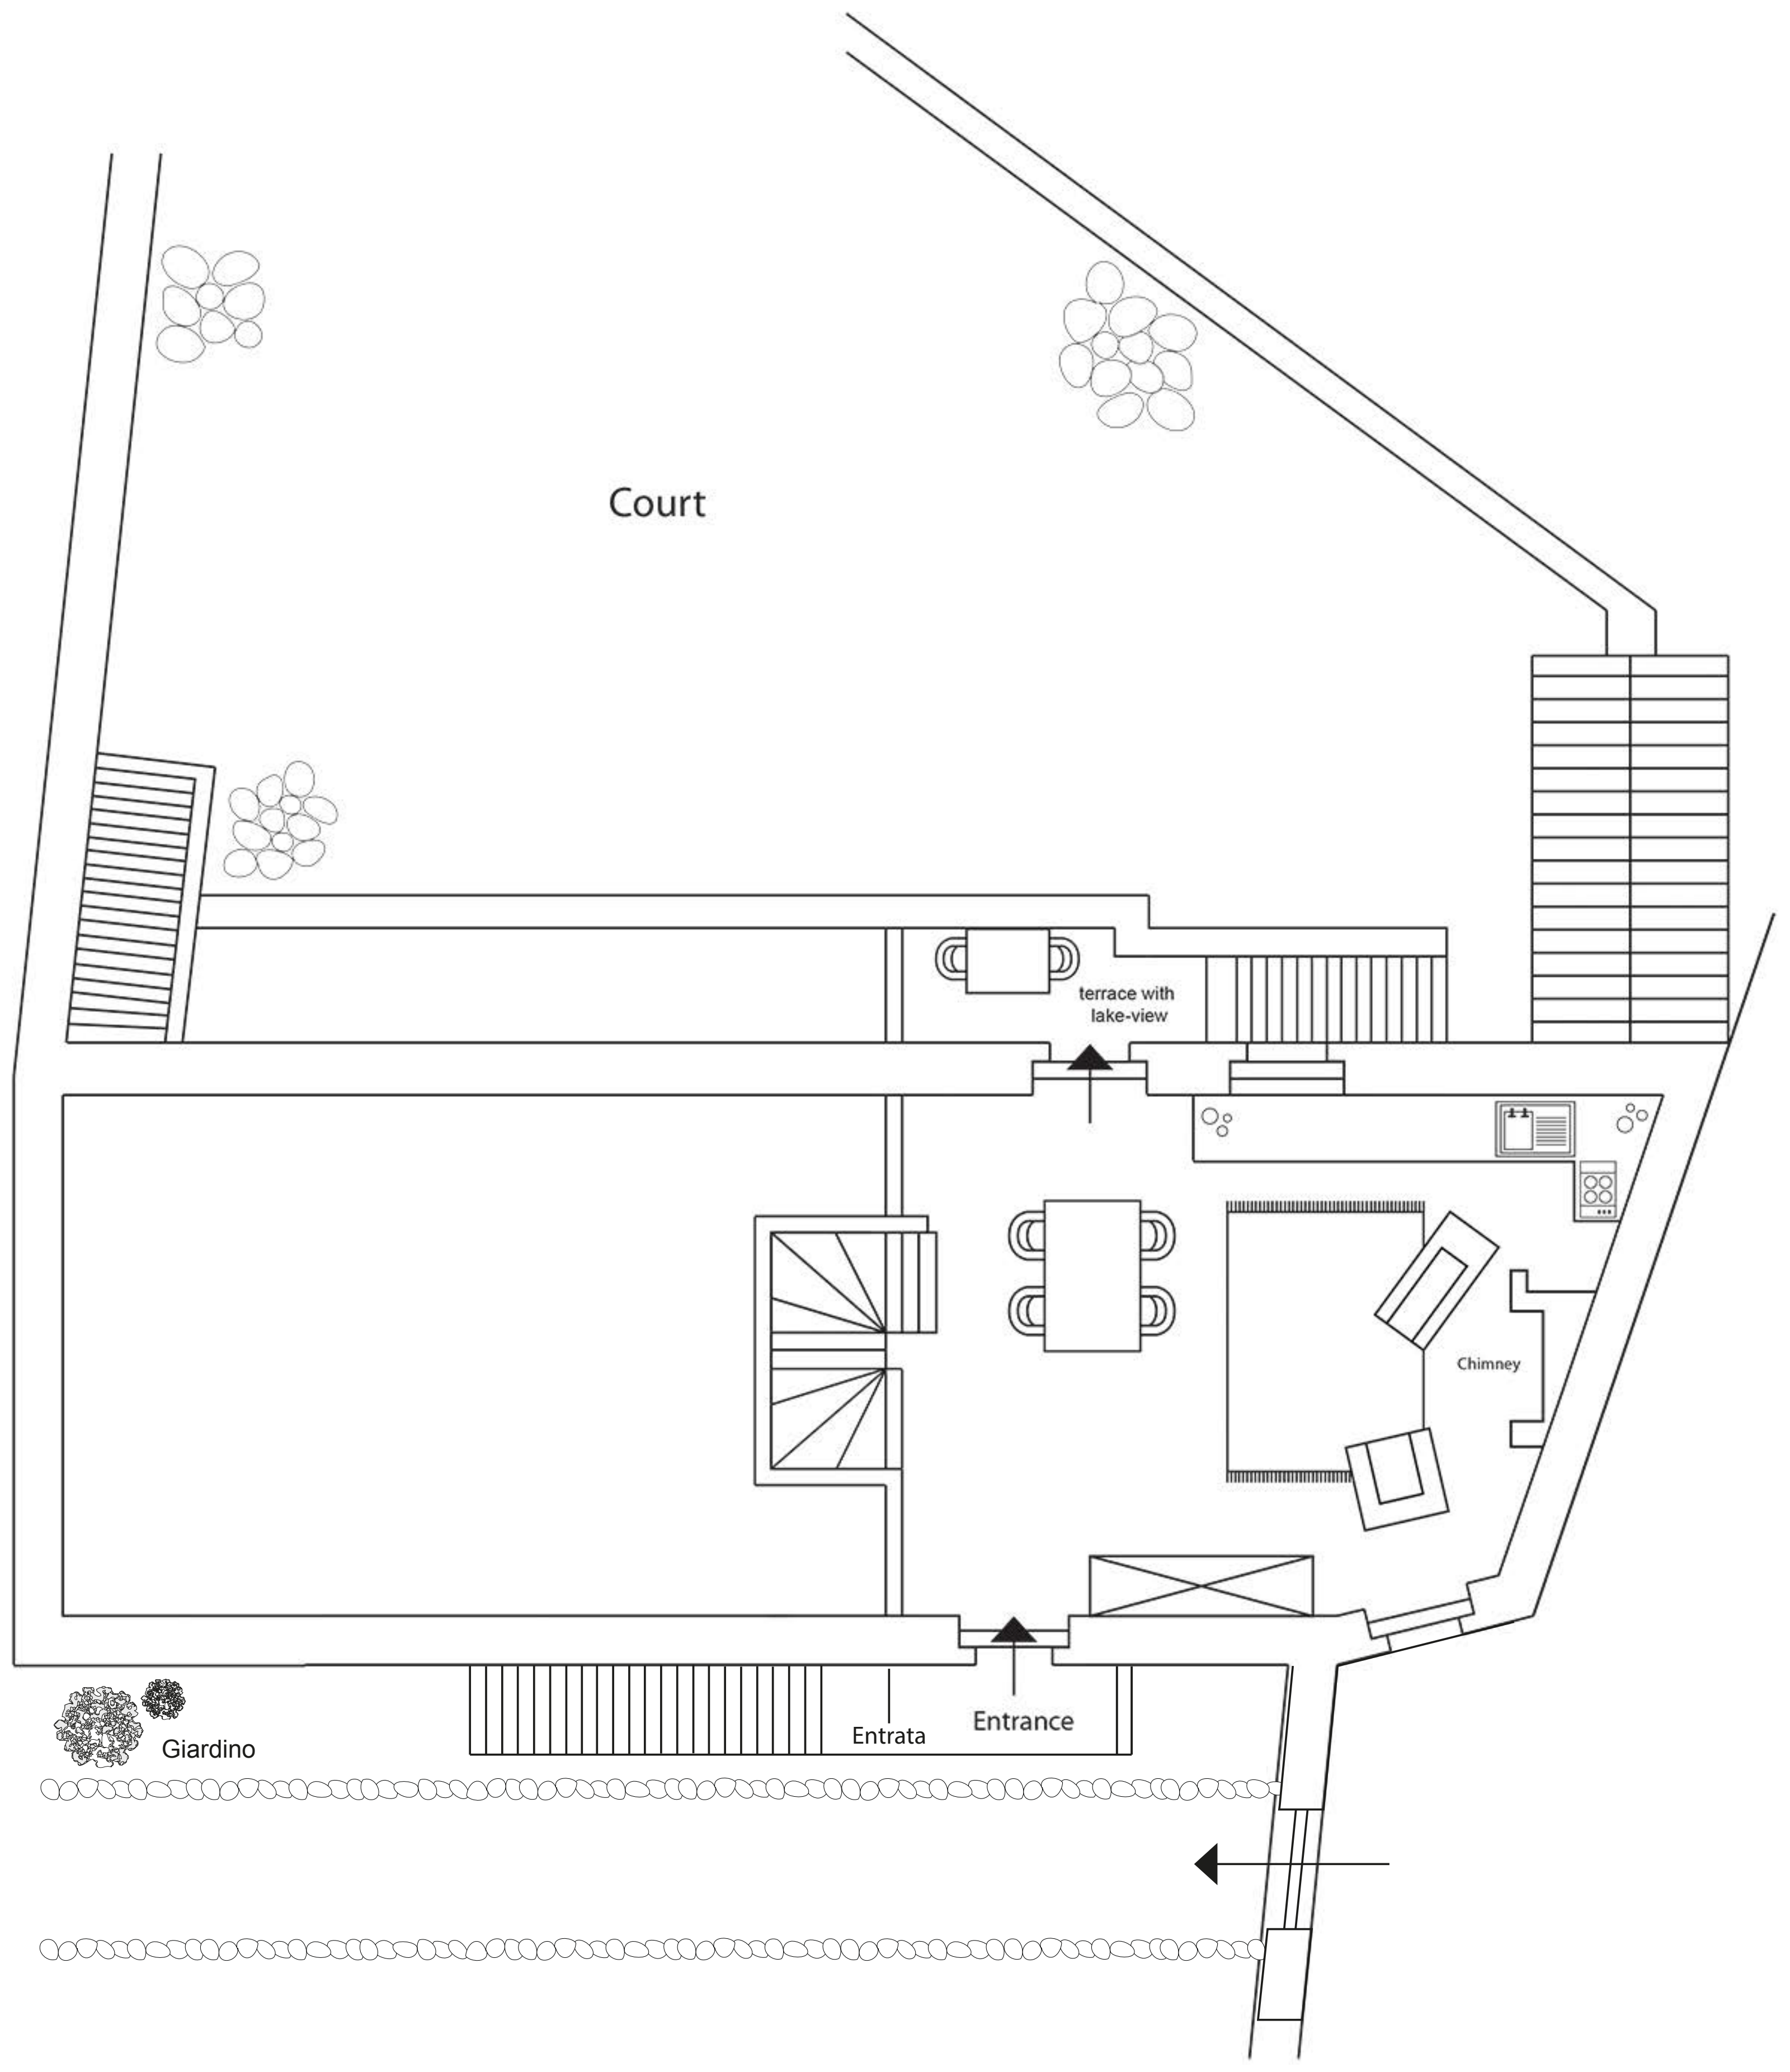 Court
terrace with
lake-view
Chimney
Entrance
Entrata
Giardino